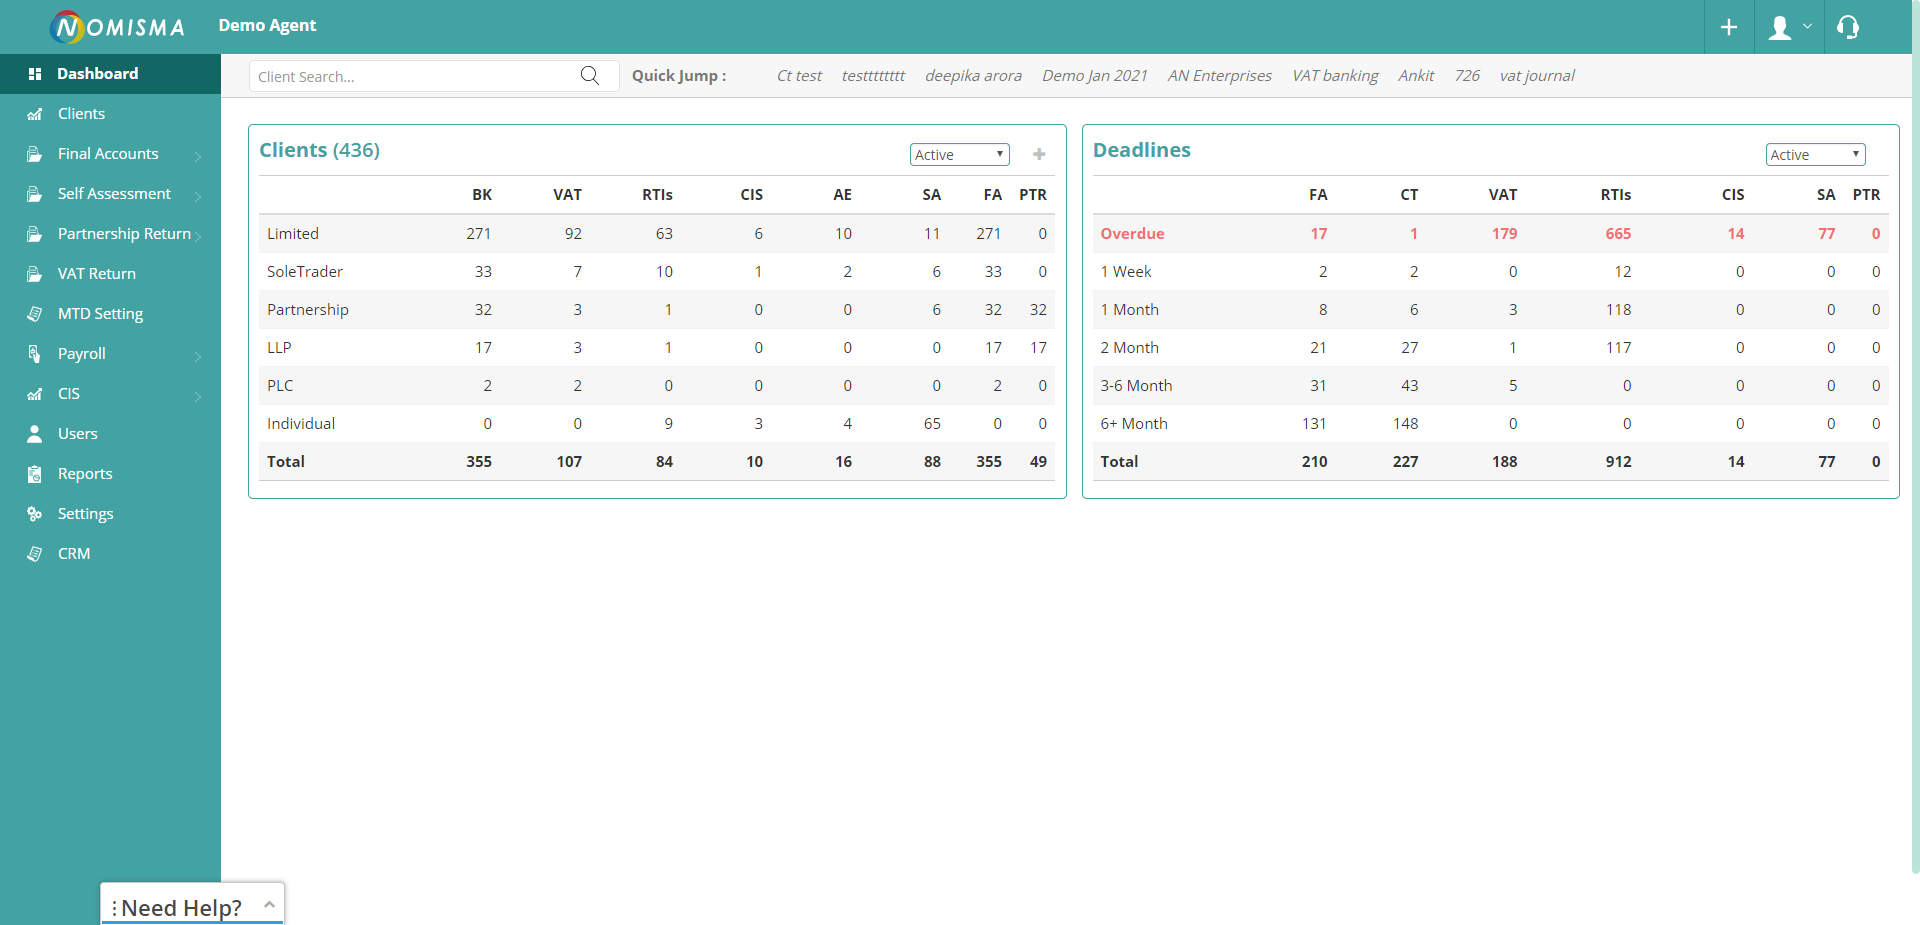 NOMISMA Demo Agent
Dashboard
Clients
Final Accounts
Self Assessment
Partnership Return
VAT Return
MTD Setting
Payroll
CIS
Users
Reports
Settings
CRM
Client Search... Quick Jump : Ct test testttttttt deepika arora Demo Jan 2021 AN Enterprises VAT banking Ankit 726 vat journal
Clients (436) Active
BK VAT RTIs CIS AE SA FA PTR
Limited 271 92 63 6 10 11 271 0
SoleTrader 33 7 10 1 2 6 33 0
Partnership 32 3 1 0 0 6 32 32
LLP 17 3 1 0 0 0 17 17
PLC 2 2 0 0 0 0 2 0
Individual 0 0 9 3 4 65 0 0
Total 355 107 84 10 16 88 355 49
Deadlines Active
FA CT VAT RTIs CIS SA PTR
Overdue 17 1 179 665 14 77 0
1 Week 2 2 0 12 0 0 0
1 Month 8 6 3 118 0 0 0
2 Month 21 27 1 117 0 0 0
3-6 Month 31 43 5 0 0 0 0
6+ Month 131 148 0 0 0 0 0
Total 210 227 188 912 14 77 0
Need Help?